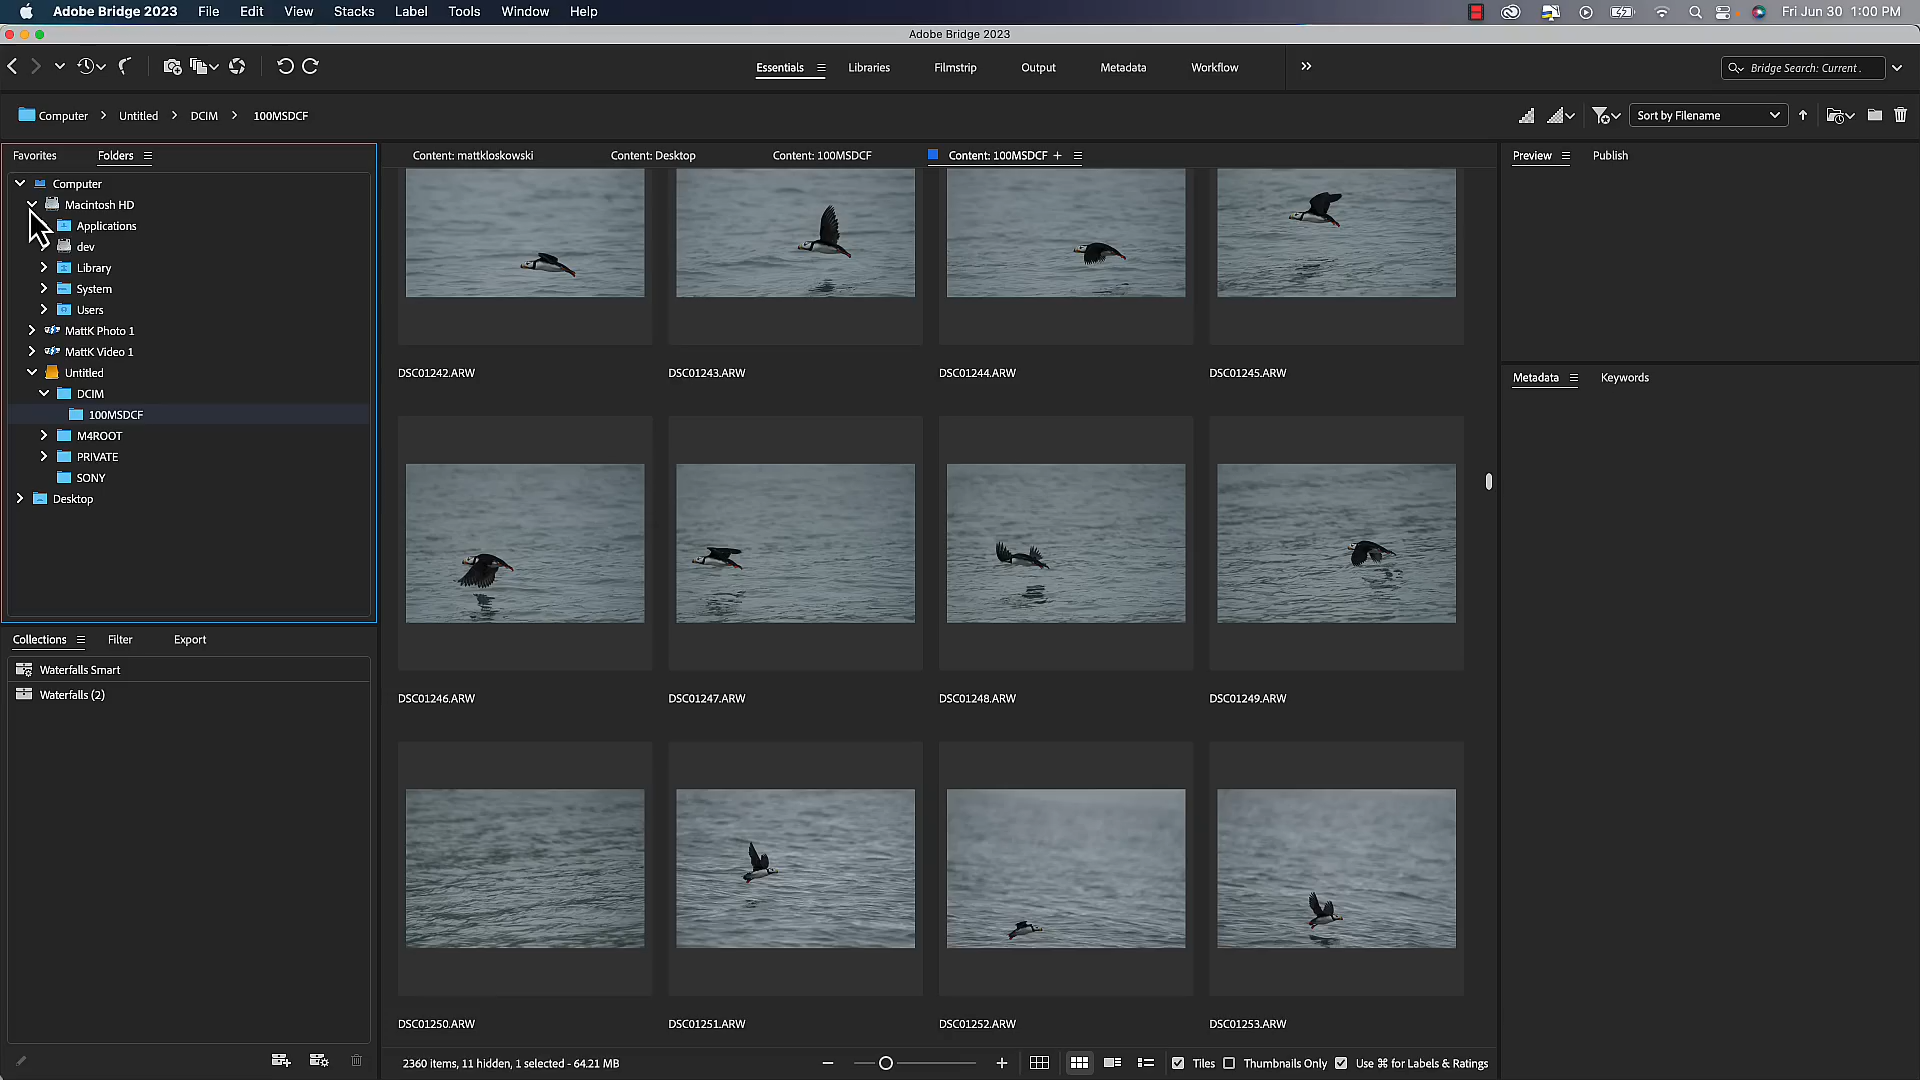 Adobe Bridge 2023 File Edit View Stacks Label Tools Window Help Fri Jun 30 1:00 PM
Adobe Bridge 2023
Essentials Libraries Filmstrip Output Metadata Workflow Bridge Search: Current .
Computer Untitled DCIM 100MSDCF Sort by Filename
Favorites Folders
Computer
Macintosh HD
Applications
dev
Library
System
Users
MattK Photo 1
MattK Video 1
Untitled
DCIM
100MSDCF
M4ROOT
PRIVATE
SONY
Desktop
Collections Filter Export
Waterfalls Smart
Waterfalls (2)
Content: mattkloskowski Content: Desktop Content: 100MSDCF Content: 100MSDCF
DSC01242.ARW DSC01243.ARW DSC01244.ARW DSC01245.ARW
DSC01246.ARW DSC01247.ARW DSC01248.ARW DSC01249.ARW
DSC01250.ARW DSC01251.ARW DSC01252.ARW DSC01253.ARW
2360 items, 11 hidden, 1 selected - 64.21 MB Tiles Thumbnails Only Use ⌘ for Labels & Ratings
Preview Publish
Metadata Keywords